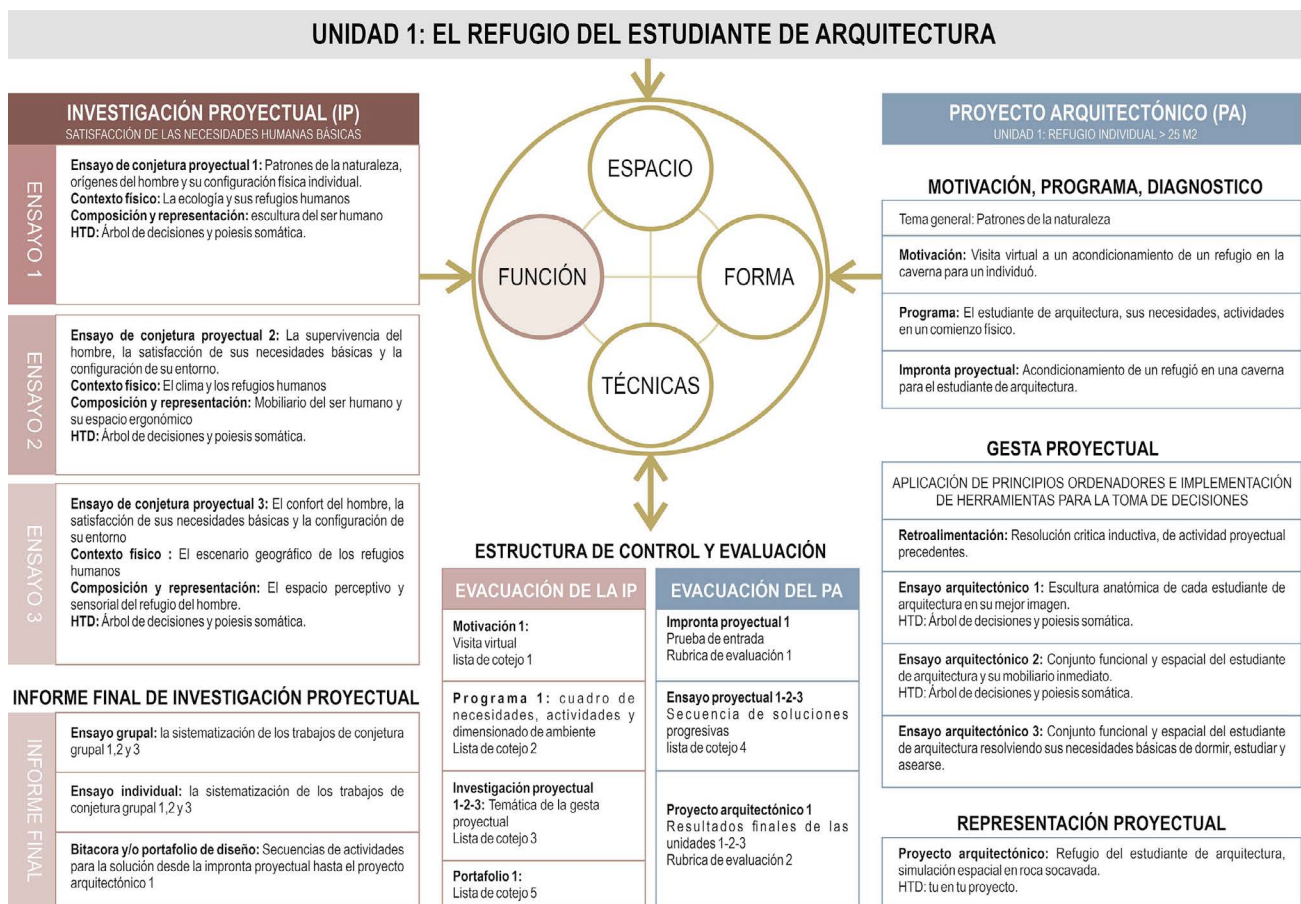 UNIDAD 1: EL REFUGIO DEL ESTUDIANTE DE ARQUITECTURA
INVESTIGACIÓN PROYECTUAL (IP)
SATISFACCIÓN DE LAS NECESIDADES HUMANAS BÁSICAS
ENSAYO 1
Ensayo de conjetura proyectual 1: Patrones de la naturaleza,
orígenes del hombre y su configuración física individual.
Contexto físico: La ecología y sus refugios humanos
Composición y representación: escultura del ser humano
HTD: Árbol de decisiones y poiesis somática.
ENSAYO 2
Ensayo de conjetura proyectual 2: La supervivencia del
hombre, la satisfacción de sus necesidades básicas y la
configuración de su entorno.
Contexto físico: El clima y los refugios humanos
Composición y representación: Mobiliario del ser humano y
su espacio ergonómico
HTD: Árbol de decisiones y poiesis somática.
ENSAYO 3
Ensayo de conjetura proyectual 3: El confort del hombre, la
satisfacción de sus necesidades básicas y la configuración de
su entorno
Contexto físico : El escenario geográfico de los refugios
humanos
Composición y representación: El espacio perceptivo y
sensorial del refugio del hombre.
HTD: Árbol de decisiones y poiesis somática.
INFORME FINAL DE INVESTIGACIÓN PROYECTUAL
INFORME FINAL
Ensayo grupal: la sistematización de los trabajos de conjetura
grupal 1,2 y 3
Ensayo individual: la sistematización de los trabajos de
conjetura grupal 1,2 y 3
Bitacora y/o portafolio de diseño: Secuencias de actividades
para la solución desde la impronta proyectual hasta el proyecto
arquitectónico 1
ESPACIO
FUNCIÓN
FORMA
TÉCNICAS
ESTRUCTURA DE CONTROL Y EVALUACIÓN
EVACUACIÓN DE LA IP
Motivación 1:
Visita virtual
lista de cotejo 1
Programa 1: cuadro de
necesidades, actividades y
dimensionado de ambiente
Lista de cotejo 2
Investigación proyectual
1-2-3: Temática de la gesta
proyectual
Lista de cotejo 3
Portafolio 1:
Lista de cotejo 5
EVACUACIÓN DEL PA
Impronta proyectual 1
Prueba de entrada
Rubrica de evaluación 1
Ensayo proyectual 1-2-3
Secuencia de soluciones
progresivas
lista de cotejo 4
Proyecto arquitectónico 1
Resultados finales de las
unidades 1-2-3
Rubrica de evaluación 2
PROYECTO ARQUITECTÓNICO (PA)
UNIDAD 1: REFUGIO INDIVIDUAL > 25 M2
MOTIVACIÓN, PROGRAMA, DIAGNOSTICO
Tema general: Patrones de la naturaleza
Motivación: Visita virtual a un acondicionamiento de un refugio en la
caverna para un individuó.
Programa: El estudiante de arquitectura, sus necesidades, actividades
en un comienzo físico.
Impronta proyectual: Acondicionamiento de un refugió en una caverna
para el estudiante de arquitectura.
GESTA PROYECTUAL
APLICACIÓN DE PRINCIPIOS ORDENADORES E IMPLEMENTACIÓN
DE HERRAMIENTAS PARA LA TOMA DE DECISIONES
Retroalimentación: Resolución critica inductiva, de actividad proyectual
precedentes.
Ensayo arquitectónico 1: Escultura anatómica de cada estudiante de
arquitectura en su mejor imagen.
HTD: Árbol de decisiones y poiesis somática.
Ensayo arquitectónico 2: Conjunto funcional y espacial del estudiante
de arquitectura y su mobiliario inmediato.
HTD: Árbol de decisiones y poiesis somática.
Ensayo arquitectónico 3: Conjunto funcional y espacial del estudiante
de arquitectura resolviendo sus necesidades básicas de dormir, estudiar y
asearse.
REPRESENTACIÓN PROYECTUAL
Proyecto arquitectónico: Refugio del estudiante de arquitectura,
simulación espacial en roca socavada.
HTD: tu en tu proyecto.